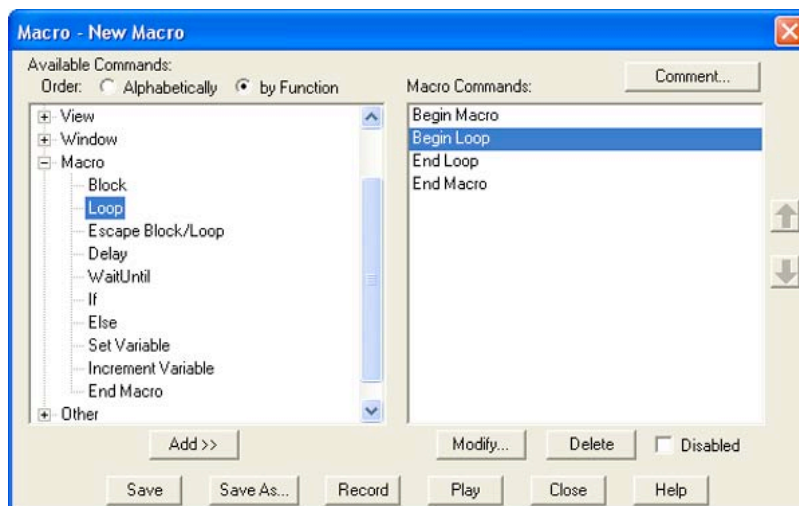 Macro - New Macro
Available Commands:
Order: Alphabetically by Function
View
Window
Macro
Block
Loop
Escape Block/Loop
Delay
WaitUntil
If
Else
Set Variable
Increment Variable
End Macro
Other
Add >>
Macro Commands:
Comment...
Begin Macro
Begin Loop
End Loop
End Macro
Modify... Delete Disabled
Save Save As... Record Play Close Help